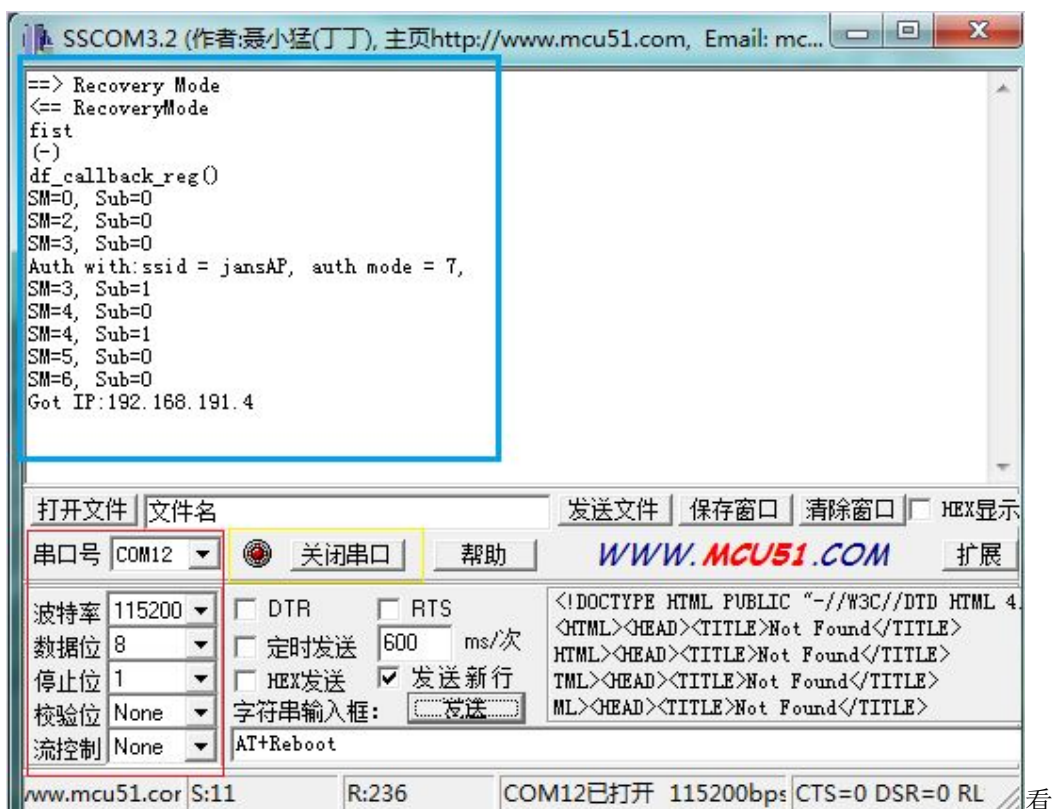 SSCOM3.2 (作者:聂小猛(丁丁), 主页http://www.mcu51.com, Email: mc...
==> Recovery Mode
<== RecoveryMode
fist
(-)
df_callback_reg()
SM=0, Sub=0
SM=2, Sub=0
SM=3, Sub=0
Auth with:ssid = jansAP, auth mode = 7,
SM=3, Sub=1
SM=4, Sub=0
SM=4, Sub=1
SM=5, Sub=0
SM=6, Sub=0
Got IP:192.168.191.4
打开文件 文件名 发送文件 保存窗口 清除窗口 HEX显示
串口号 COM12 关闭串口 帮助 WWW.MCU51.COM 扩展
波特率 115200 DTR RTS
数据位 8 定时发送 600 ms/次
停止位 1 HEX发送 发送新行
校验位 None 字符串输入框: 发送
流控制 None AT+Reboot
<!DOCTYPE HTML PUBLIC "-//W3C//DTD HTML 4.
<HTML><HEAD><TITLE>Not Found</TITLE>
HTML><HEAD><TITLE>Not Found</TITLE>
TML><HEAD><TITLE>Not Found</TITLE>
ML><HEAD><TITLE>Not Found</TITLE>
www.mcu51.cor S:11 R:236 COM12已打开 115200bps CTS=0 DSR=0 RL
看